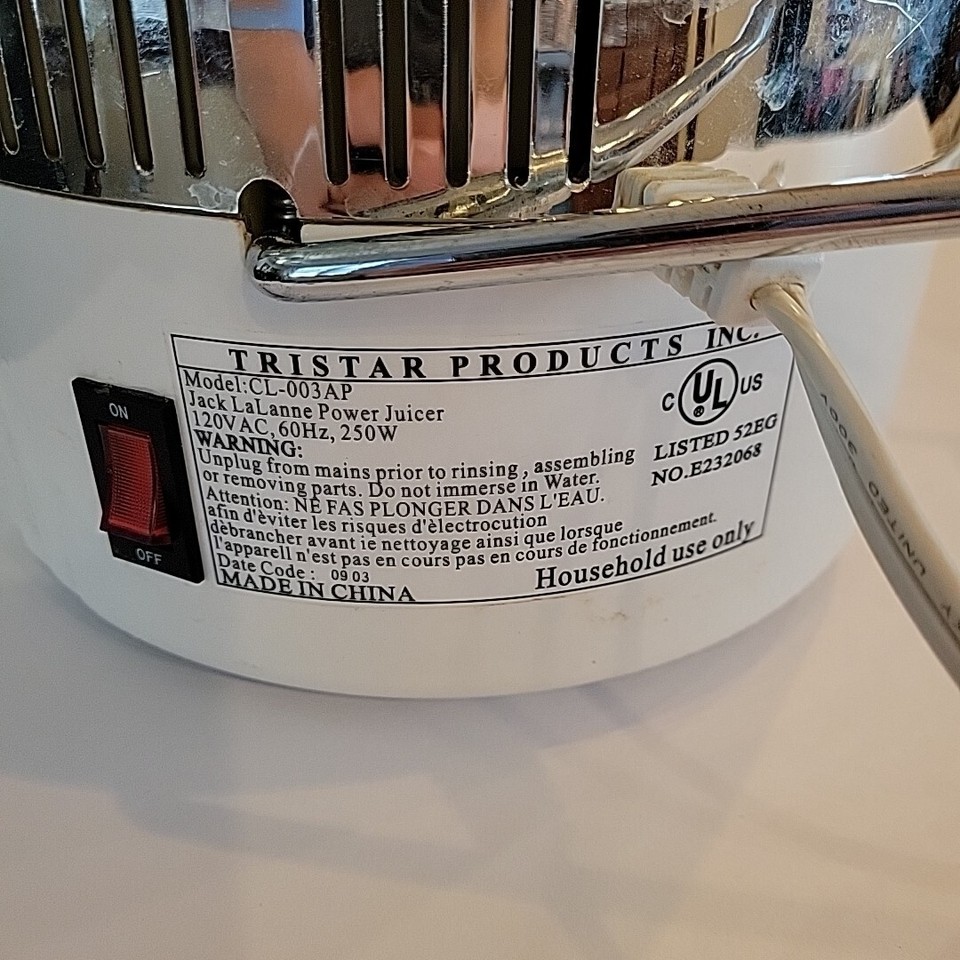 TRISTAR PRODUCTS INC.
Model:CL-003AP
Jack LaLanne Power Juicer
120VAC, 60Hz, 250W
C UL® US
LISTED 52EG
NO.E232068
WARNING:
Unplug from mains prior to rinsing, assembling
or removing parts. Do not immerse in Water.
Attention: NE FAS PLONGER DANS L'EAU.
afin d'èviter les risques d'èlectrocution
dèbrancher avant ie nettoyage ainsi que lorsque
l'apparell n'est pas en cours pas en cours de fonctionnement.
Date Code: 09 03
MADE IN CHINA
Household use only
ON
OFF
UNITED